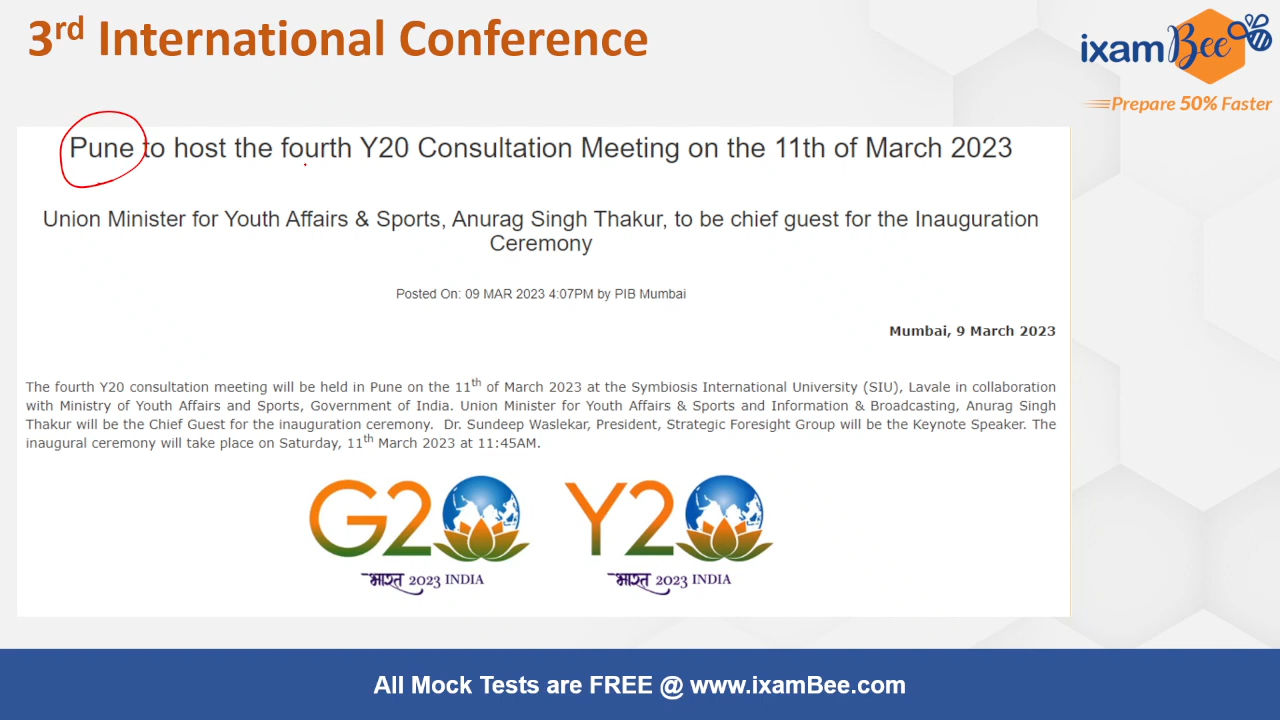 3rd International Conference
ixamBee
Prepare 50% Faster
Pune to host the fourth Y20 Consultation Meeting on the 11th of March 2023
Union Minister for Youth Affairs & Sports, Anurag Singh Thakur, to be chief guest for the Inauguration
Ceremony
Posted On: 09 MAR 2023 4:07PM by PIB Mumbai
Mumbai, 9 March 2023
The fourth Y20 consultation meeting will be held in Pune on the 11th of March 2023 at the Symbiosis International University (SIU), Lavale in collaboration
with Ministry of Youth Affairs and Sports, Government of India. Union Minister for Youth Affairs & Sports and Information & Broadcasting, Anurag Singh
Thakur will be the Chief Guest for the inauguration ceremony. Dr. Sundeep Waslekar, President, Strategic Foresight Group will be the Keynote Speaker. The
inaugural ceremony will take place on Saturday, 11th March 2023 at 11:45AM.
G20 Y20
भारत 2023 INDIA भारत 2023 INDIA
All Mock Tests are FREE @ www.ixamBee.com